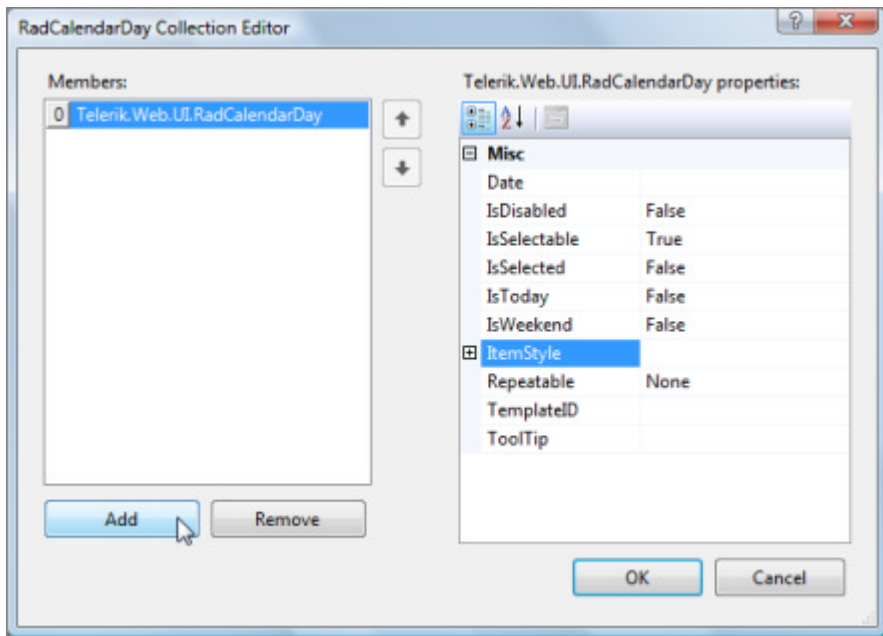 RadCalendarDay Collection Editor
Members:
0 Telerik.Web.UI.RadCalendarDay
Add
Remove
Telerik.Web.UI.RadCalendarDay properties:
Misc
Date
IsDisabled False
IsSelectable True
IsSelected False
IsToday False
IsWeekend False
ItemStyle
Repeatable None
TemplateID
ToolTip
OK
Cancel